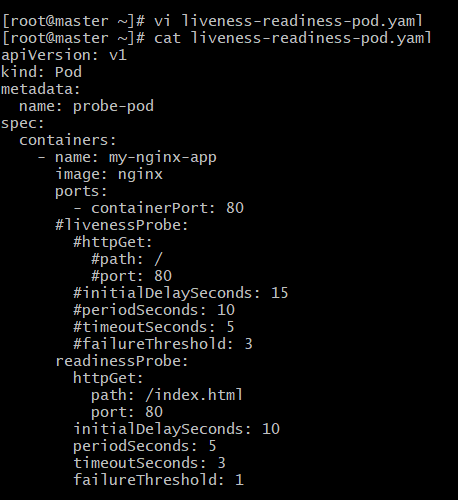 [root@master ~]# vi liveness-readiness-pod.yaml
[root@master ~]# cat liveness-readiness-pod.yaml
apiVersion: v1
kind: Pod
metadata:
  name: probe-pod
spec:
  containers:
    - name: my-nginx-app
      image: nginx
      ports:
        - containerPort: 80
      #livenessProbe:
        #httpGet:
          #path: /
          #port: 80
        #initialDelaySeconds: 15
        #periodSeconds: 10
        #timeoutSeconds: 5
        #failureThreshold: 3
      readinessProbe:
        httpGet:
          path: /index.html
          port: 80
        initialDelaySeconds: 10
        periodSeconds: 5
        timeoutSeconds: 3
        failureThreshold: 1